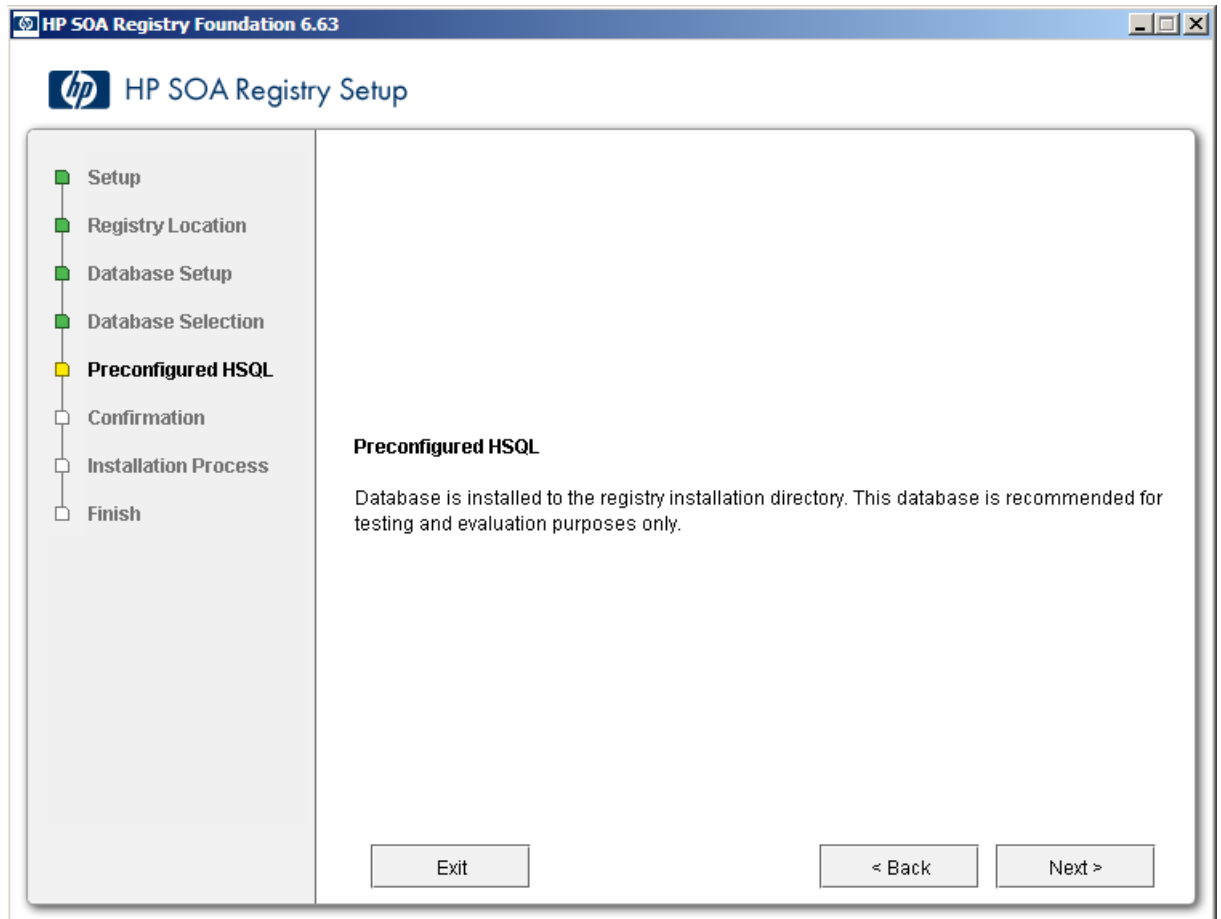 HP SOA Registry Foundation 6.63
hp HP SOA Registry Setup
Setup
Registry Location
Database Setup
Database Selection
Preconfigured HSQL
Confirmation
Installation Process
Finish
Preconfigured HSQL
Database is installed to the registry installation directory. This database is recommended for
testing and evaluation purposes only.
Exit
< Back
Next >